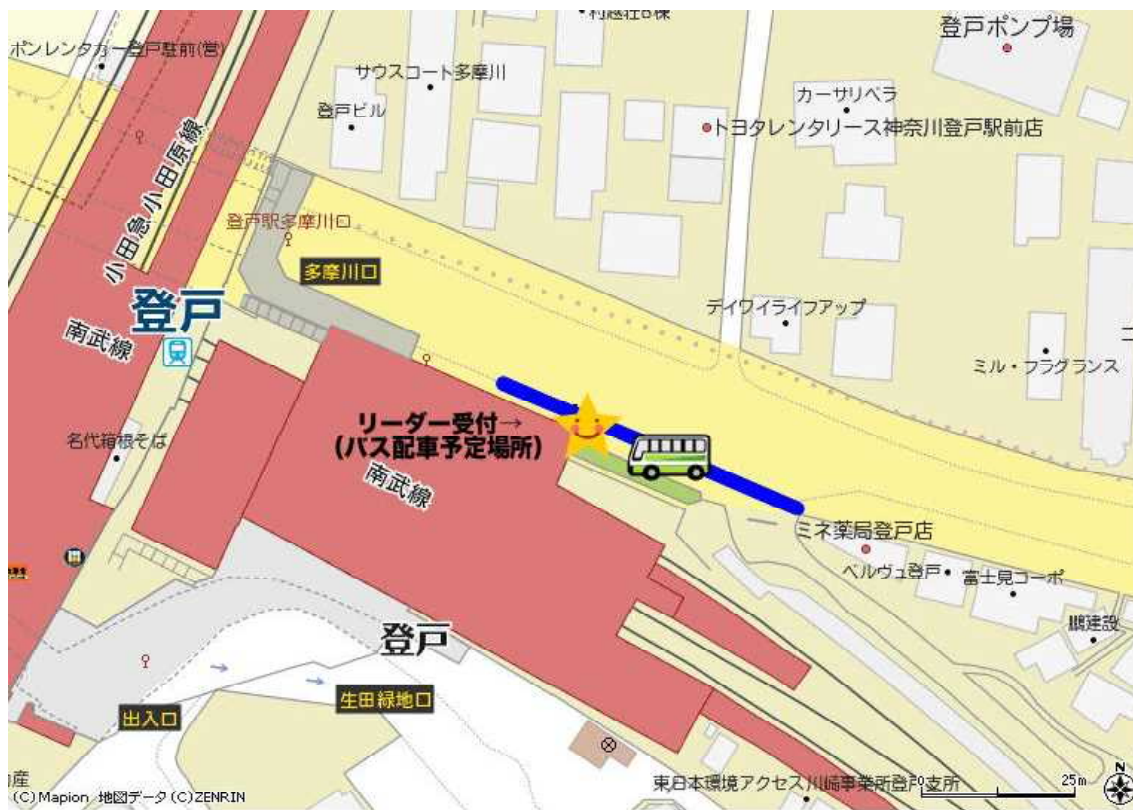 利越荘B棟
登戸ポンプ場
ポンレンタカー登戸駐前(営)
サウスコート多摩川
カーサリベラ
登戸ビル
トヨタレンタリース神奈川登戸駅前店
小田急小田原線
登戸駅多摩川口
多摩川口
登戸
デイワイライフアップ
南武線
ミル・フラグランス
リーダー受付→
(バス配車予定場所)
名代箱根そば
南武線
ミネ薬局登戸店
ベルヴュ登戸
富士見コーポ
鵬建設
登戸
生田緑地口
出入口
東日本環境アクセス川崎事業所登戸支所
0 25m
N
(C)Mapion 地図データ(C)ZENRIN